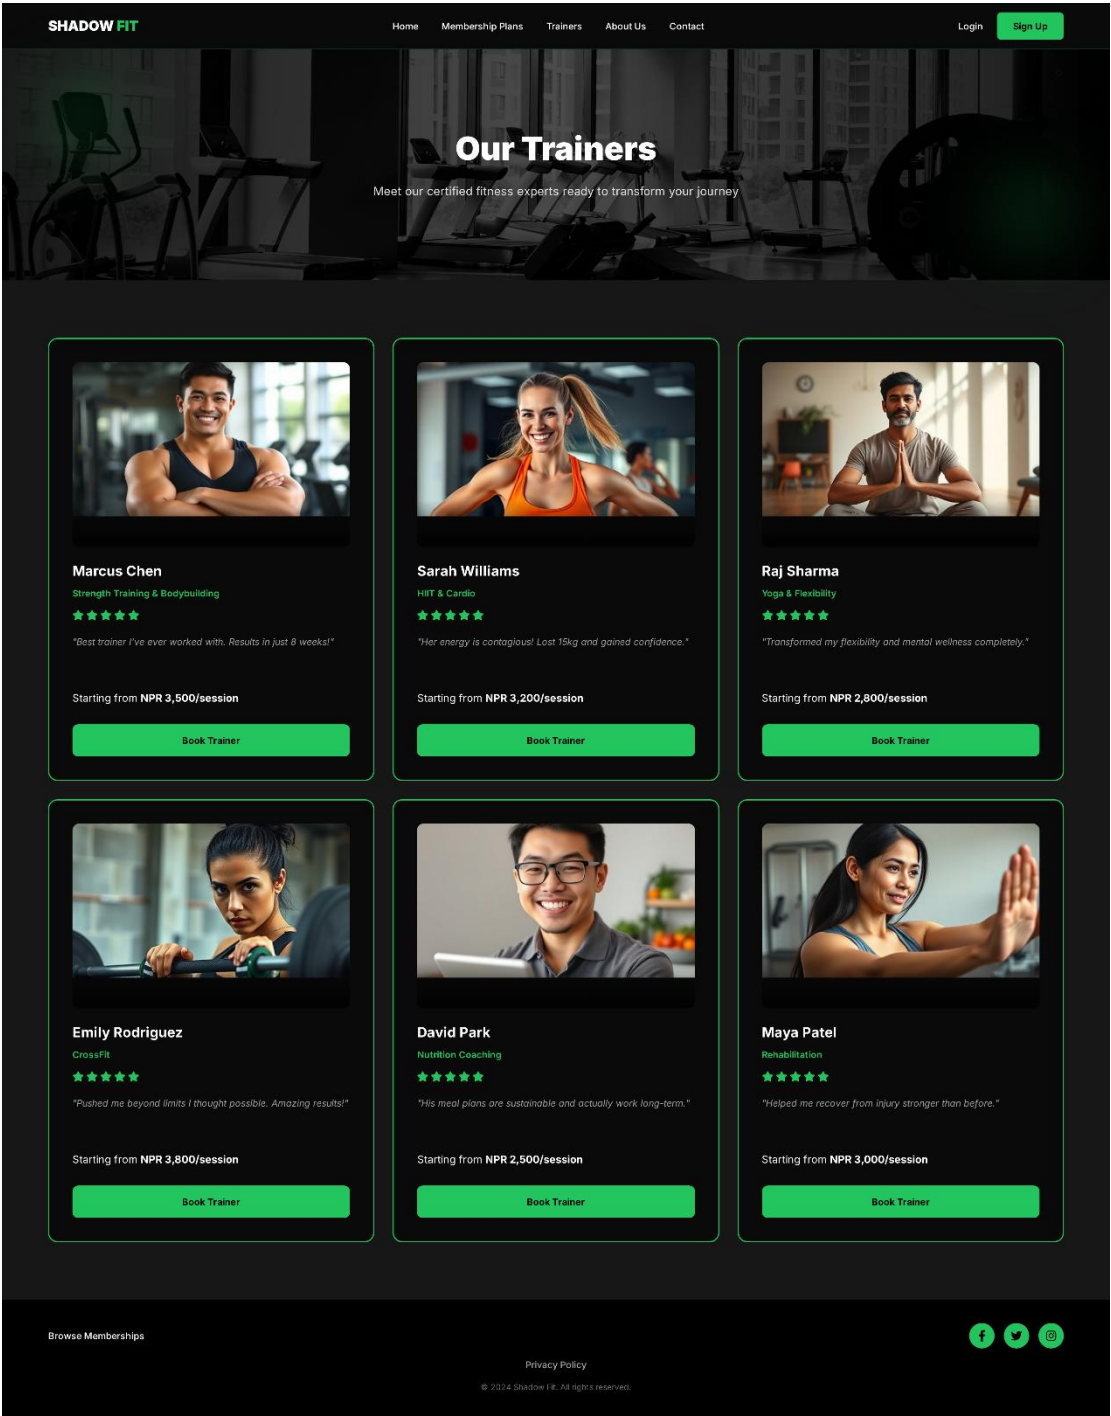 SHADOW FIT
Home Membership Plans Trainers About Us Contact
Login Sign Up
Our Trainers
Meet our certified fitness experts ready to transform your journey
Marcus Chen
Strength Training & Bodybuilding
"Best trainer I've ever worked with. Results in just 8 weeks!"
Starting from NPR 3,500/session
Book Trainer
Sarah Williams
HIIT & Cardio
"Her energy is contagious! Lost 15kg and gained confidence."
Starting from NPR 3,200/session
Book Trainer
Raj Sharma
Yoga & Flexibility
"Transformed my flexibility and mental wellness completely."
Starting from NPR 2,800/session
Book Trainer
Emily Rodriguez
CrossFit
"Pushed me beyond limits I thought possible. Amazing results!"
Starting from NPR 3,800/session
Book Trainer
David Park
Nutrition Coaching
"His meal plans are sustainable and actually work long-term."
Starting from NPR 2,500/session
Book Trainer
Maya Patel
Rehabilitation
"Helped me recover from injury stronger than before."
Starting from NPR 3,000/session
Book Trainer
Browse Memberships
Privacy Policy
© 2024 Shadow Fit. All rights reserved.